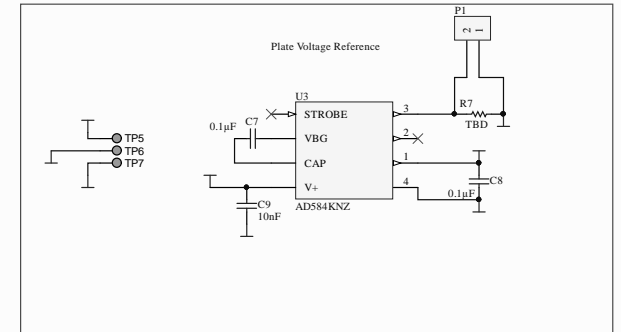 P1
2 1
Plate Voltage Reference
U3
R7
TBD
STROBE
3
C7
0.1µF
VBG
2
CAP
1
V+
4
AD584KNZ
C8
0.1µF
C9
10nF
TP5
TP6
TP7